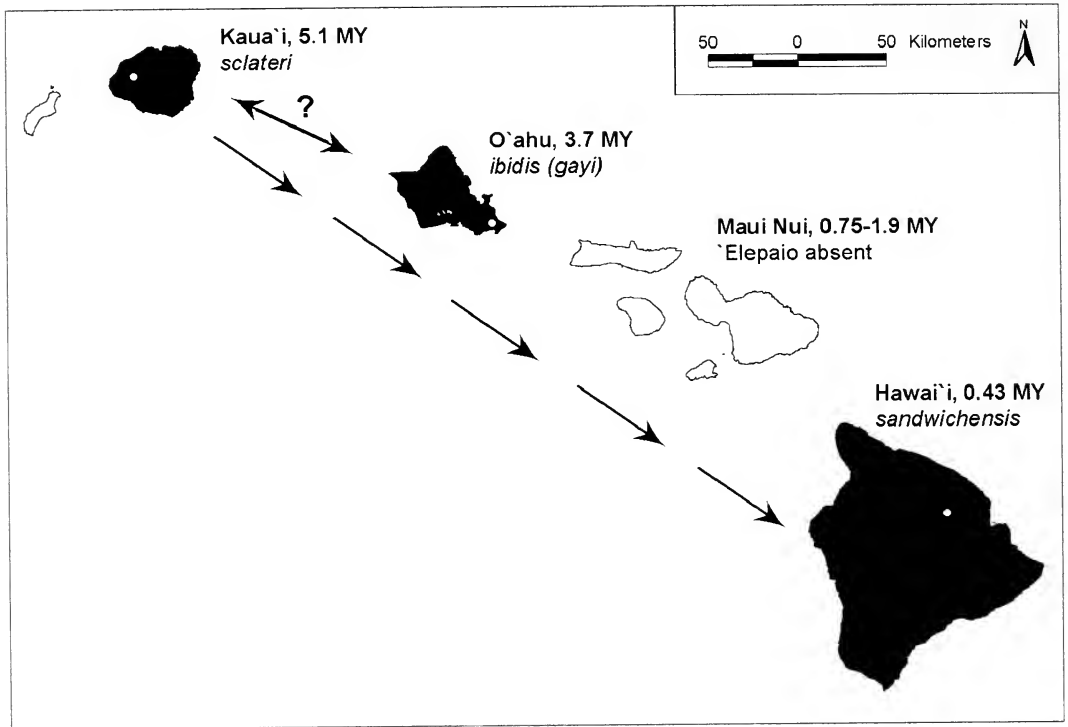 Kaua`i, 5.1 MY
sclateri
50 0 50 Kilometers
N
?
O`ahu, 3.7 MY
ibidis (gayi)
Maui Nui, 0.75-1.9 MY
`Elepaio absent
Hawai`i, 0.43 MY
sandwichensis